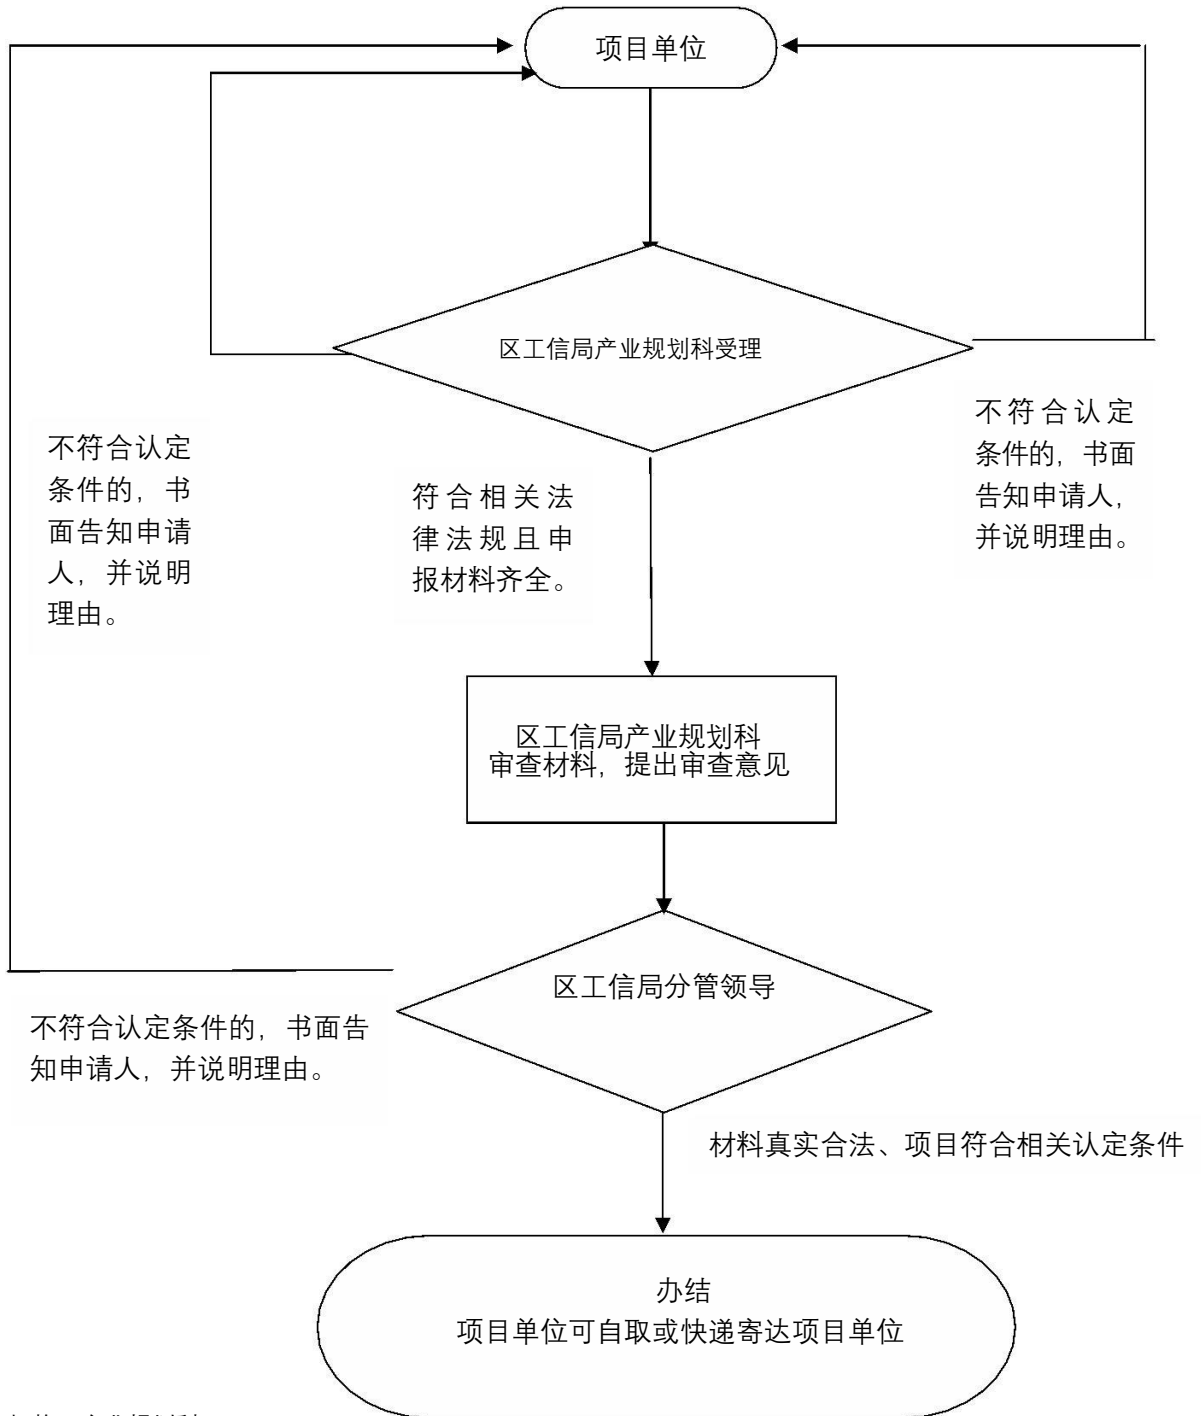 项目单位
区工信局产业规划科受理
不符合认定
条件的，书
面告知申请
人，并说明
理由。
符合相关法
律法规且申
报材料齐全。
不符合认定
条件的，书面
告知申请人，
并说明理由。
区工信局产业规划科
审查材料，提出审查意见
区工信局分管领导
不符合认定条件的，书面告
知申请人，并说明理由。
材料真实合法、项目符合相关认定条件
办结
项目单位可自取或快递寄达项目单位